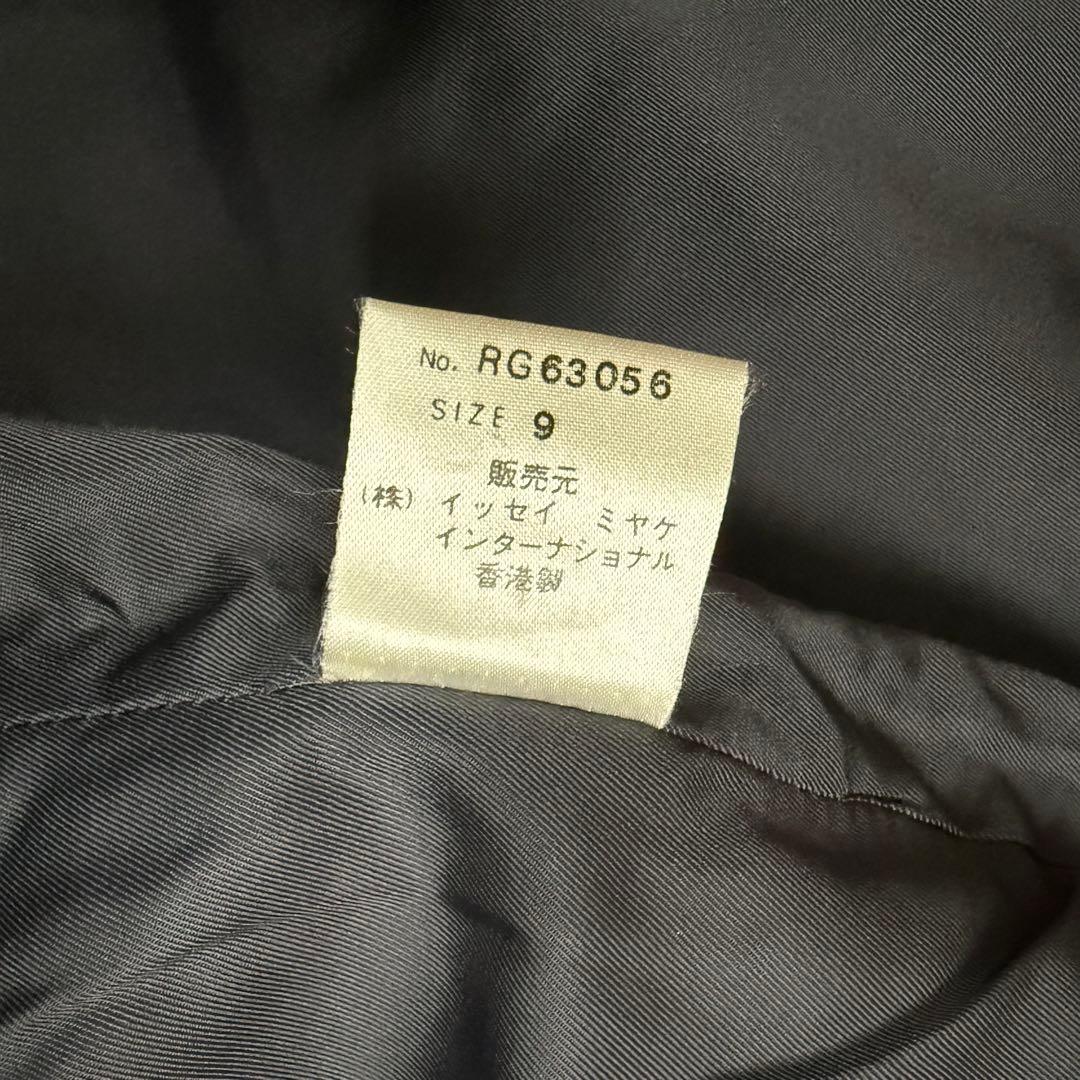 No. RG63056
SIZE 9
販売元
(株) イッセイ ミヤケ
インターナショナル
香港製